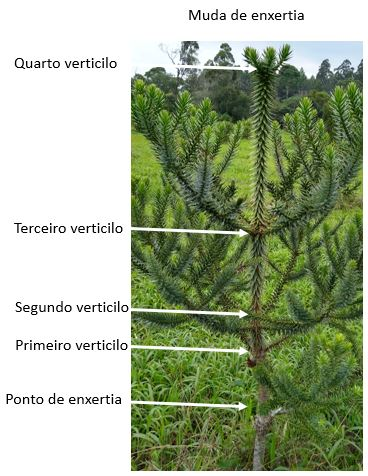 Muda de enxertia
Quarto verticilo
Terceiro verticilo
Segundo verticilo
Primeiro verticilo
Ponto de enxertia